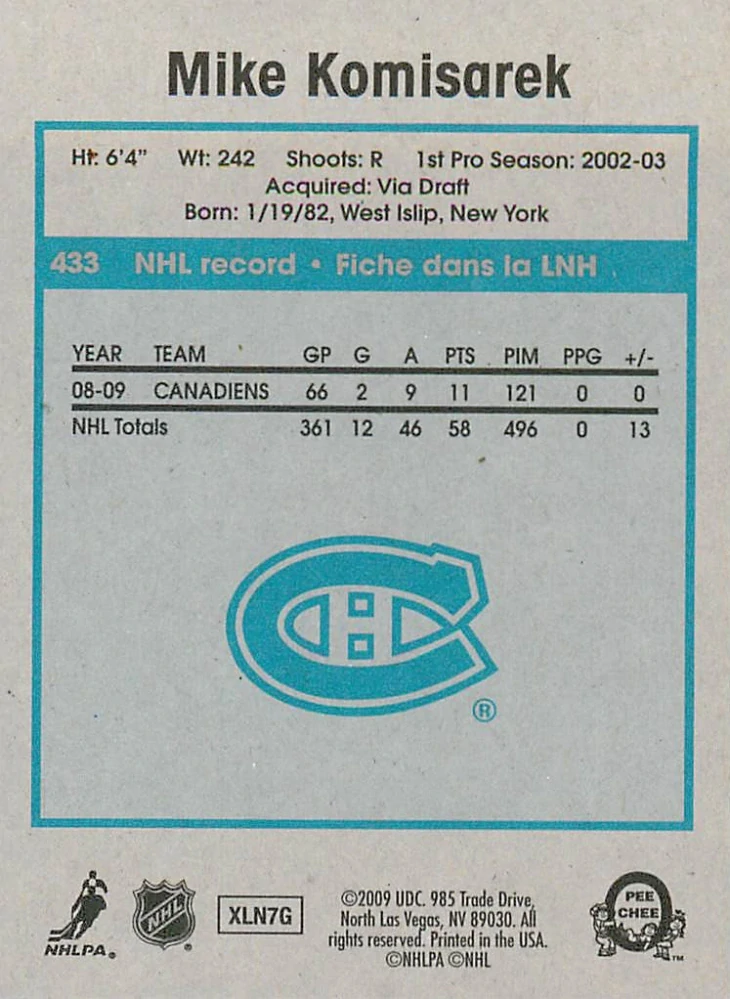 Mike Komisarek
Ht: 6'4" Wt: 242 Shoots: R 1st Pro Season: 2002-03
Acquired: Via Draft
Born: 1/19/82, West Islip, New York
433 NHL record • Fiche dans la LNH
YEAR TEAM GP G A PTS PIM PPG +/-
08-09 CANADIENS 66 2 9 11 121 0 0
NHL Totals 361 12 46 58 496 0 13
CH
®
NHLPA®
NHL®
XLN7G
©2009 UDC. 985 Trade Drive,
North Las Vegas, NV 89030. All
rights reserved. Printed in the USA.
©NHLPA ©NHL
O
PEE
CHEE
TM